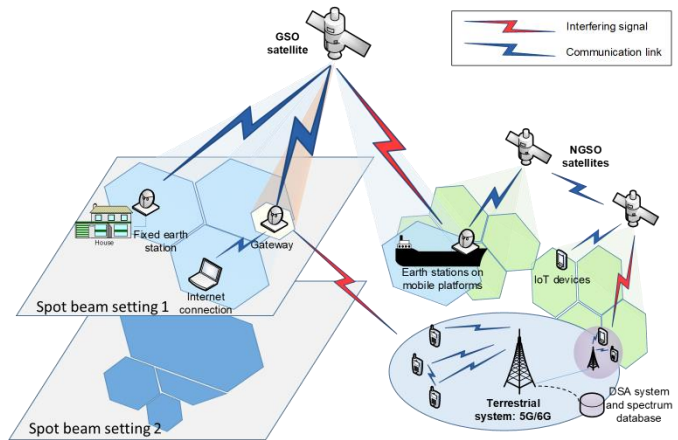 GSO
satellite
Interfering signal
Communication link
NGSO
satellites
House
Fixed earth
station
Gateway
Internet
connection
Earth stations on
mobile platforms
IoT devices
Spot beam setting 1
Terrestrial
system: 5G/6G
DSA system
and spectrum
database
Spot beam setting 2